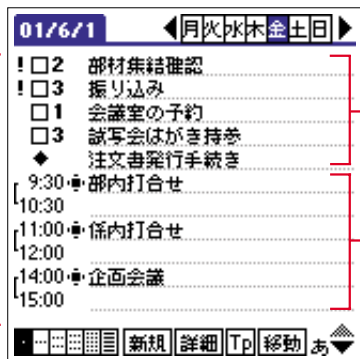 01/6/1 月火水木金土日
! 2 部材集結確認
! 3 振り込み
1 会議室の予約
3 試写会はがき持参
注文書発行手続き
9:30 部内打合せ
10:30
11:00 係内打合せ
12:00
14:00 企画会議
15:00
新規 詳細 Tp 移動 あ